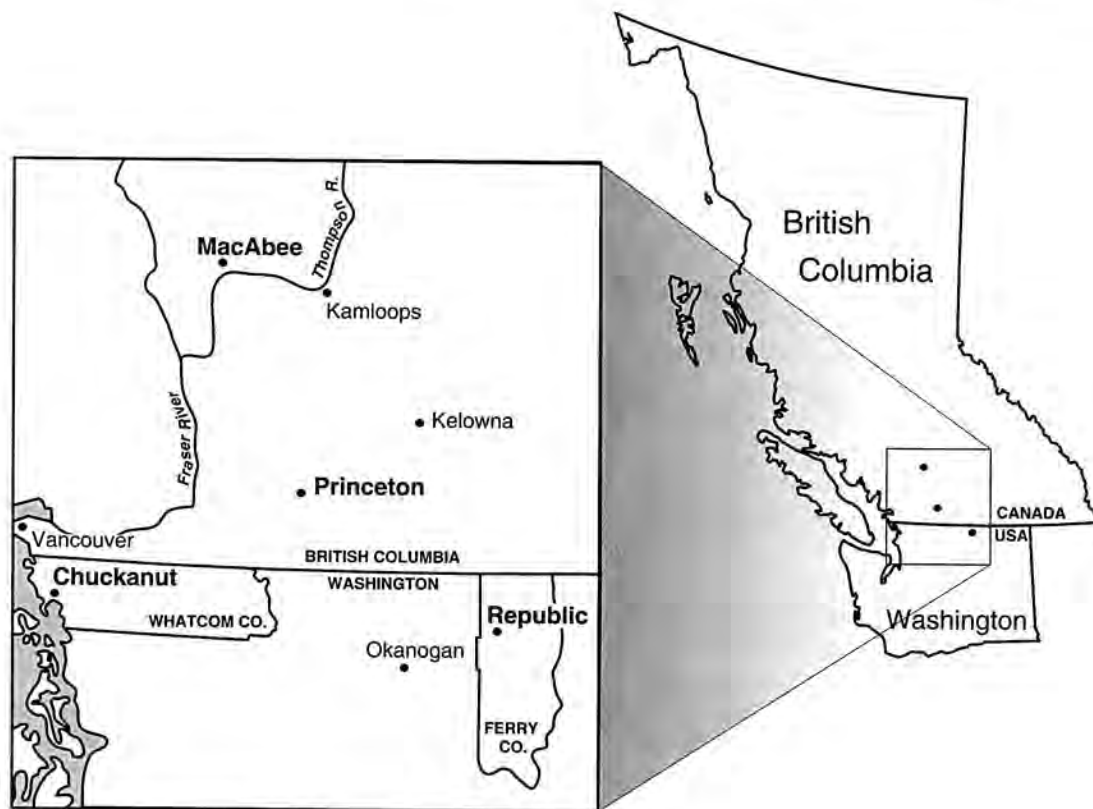 MacAbee
Thompson R.
Kamloops
Fraser River
Kelowna
Princeton
Vancouver
BRITISH COLUMBIA
WASHINGTON
Chuckanut
WHATCOM CO.
Republic
Okanogan
FERRY
CO.
British
Columbia
CANADA
USA
Washington